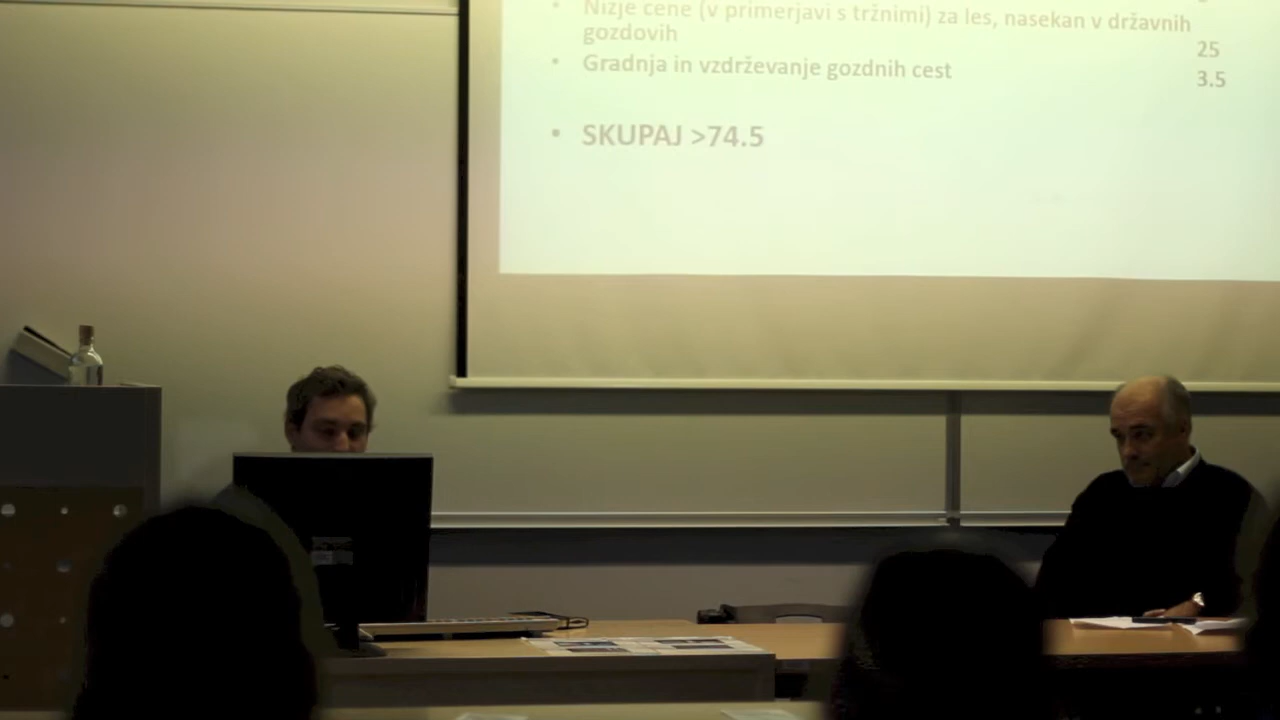 Nizje cene (v primerjavi s tržnimi) za les, nasekan v državnih
gozdovih
25
Gradnja in vzdrževanje gozdnih cest
3.5
SKUPAJ >74.5